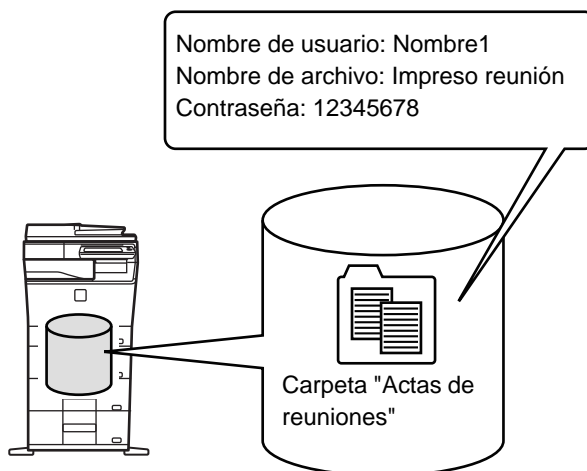 Nombre de usuario: Nombre1
Nombre de archivo: Impreso reunión
Contraseña: 12345678
Carpeta "Actas de
reuniones"